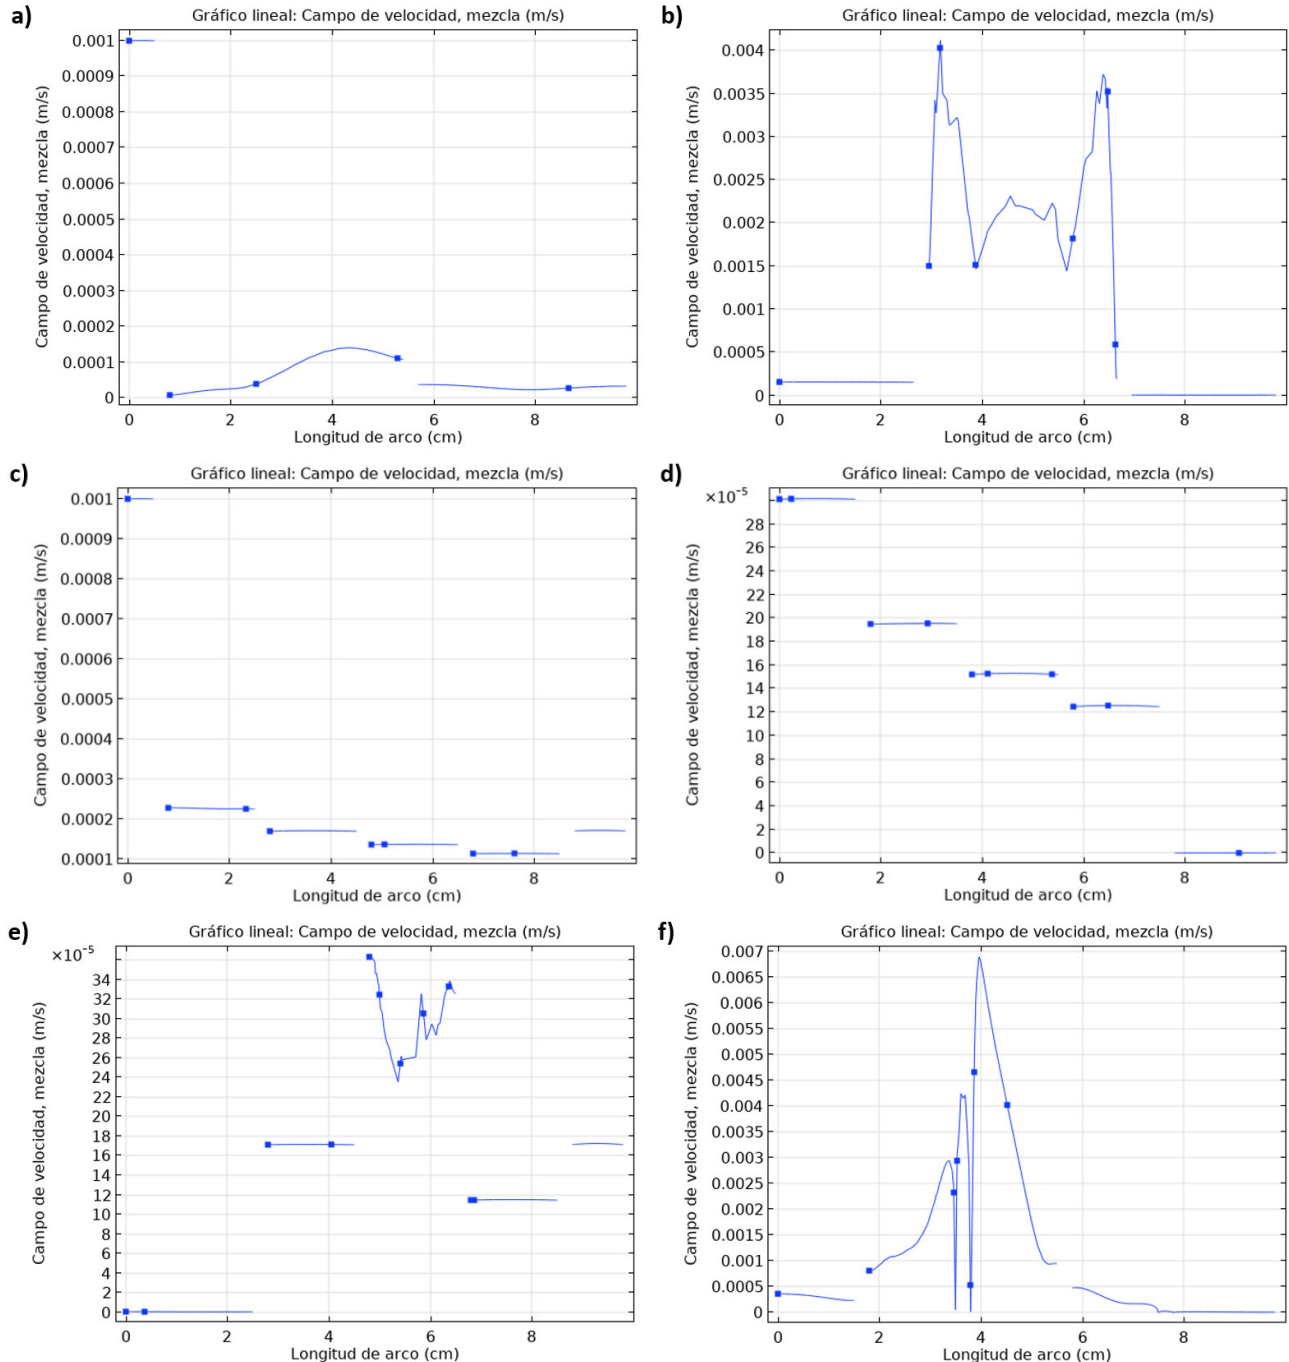 a)
Gráfico lineal: Campo de velocidad, mezcla (m/s)
Campo de velocidad, mezcla (m/s)
0.001
0.0009
0.0008
0.0007
0.0006
0.0005
0.0004
0.0003
0.0002
0.0001
0
0 2 4 6 8
Longitud de arco (cm)
b)
Gráfico lineal: Campo de velocidad, mezcla (m/s)
Campo de velocidad, mezcla (m/s)
0.004
0.0035
0.003
0.0025
0.002
0.0015
0.001
0.0005
0
0 2 4 6 8
Longitud de arco (cm)
c)
Gráfico lineal: Campo de velocidad, mezcla (m/s)
Campo de velocidad, mezcla (m/s)
0.001
0.0009
0.0008
0.0007
0.0006
0.0005
0.0004
0.0003
0.0002
0.0001
0 2 4 6 8
Longitud de arco (cm)
d)
Gráfico lineal: Campo de velocidad, mezcla (m/s)
×10⁻⁵
Campo de velocidad, mezcla (m/s)
28
26
24
22
20
18
16
14
12
10
8
6
4
2
0
0 2 4 6 8
Longitud de arco (cm)
e)
Gráfico lineal: Campo de velocidad, mezcla (m/s)
×10⁻⁵
Campo de velocidad, mezcla (m/s)
34
32
30
28
26
24
22
20
18
16
14
12
10
8
6
4
2
0
0 2 4 6 8
Longitud de arco (cm)
f)
Gráfico lineal: Campo de velocidad, mezcla (m/s)
Campo de velocidad, mezcla (m/s)
0.007
0.0065
0.006
0.0055
0.005
0.0045
0.004
0.0035
0.003
0.0025
0.002
0.0015
0.001
0.0005
0
0 2 4 6 8
Longitud de arco (cm)